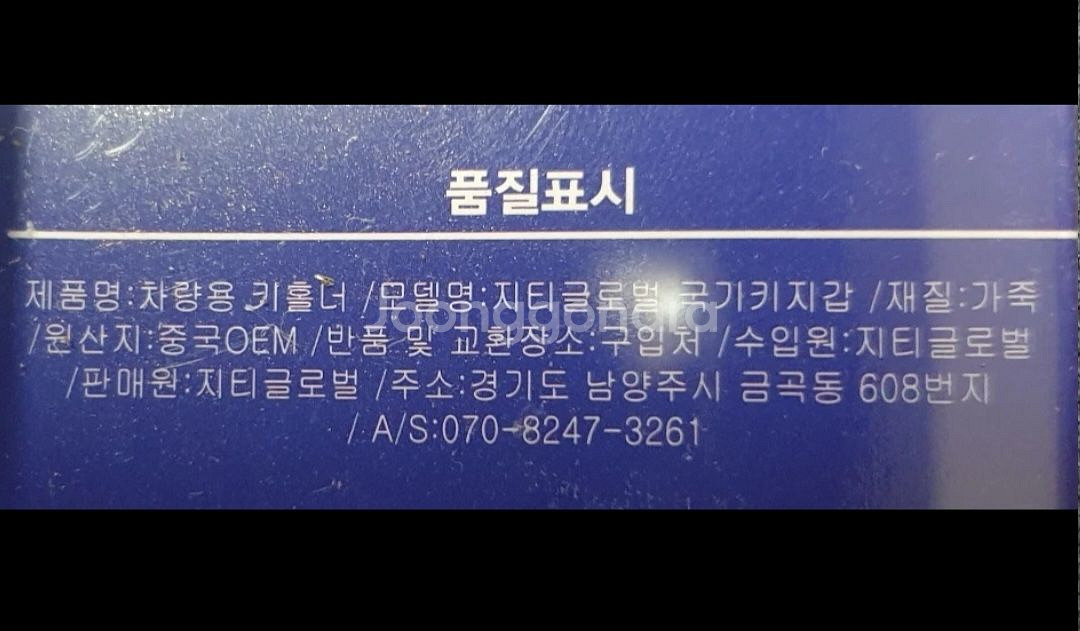 품질표시
제품명:차량용 키홀더 /모델명:지티글로벌 국가키지갑 /재질:가죽
/원산지:중국OEM /반품 및 교환장소:구입처 /수입원:지티글로벌
/판매원:지티글로벌 /주소:경기도 남양주시 금곡동 608번지
/ A/S:070-8247-3261
Joonggonara